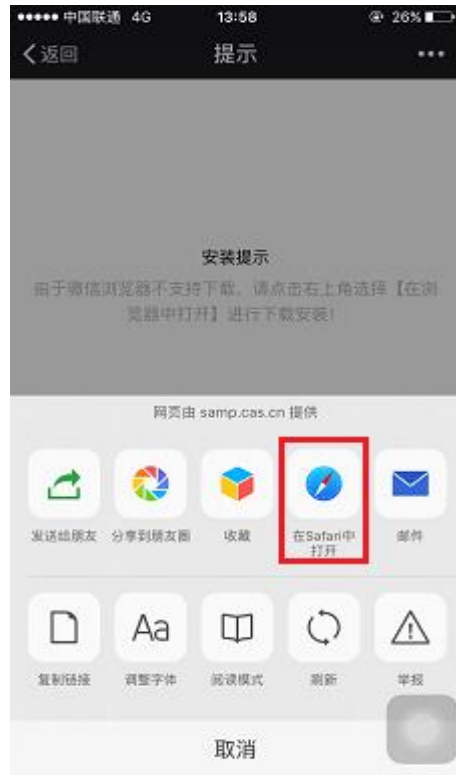 中国联通 4G 13:58 26%
返回 提示
安装提示
由于微信浏览器不支持下载，请点击右上角选择【在浏
览器中打开】进行下载安装！
网页由 samp.cas.cn 提供
发送给朋友 分享到朋友圈 收藏 在Safari中
打开 邮件
Aa
复制链接 调整字体 阅读模式 刷新 举报
取消